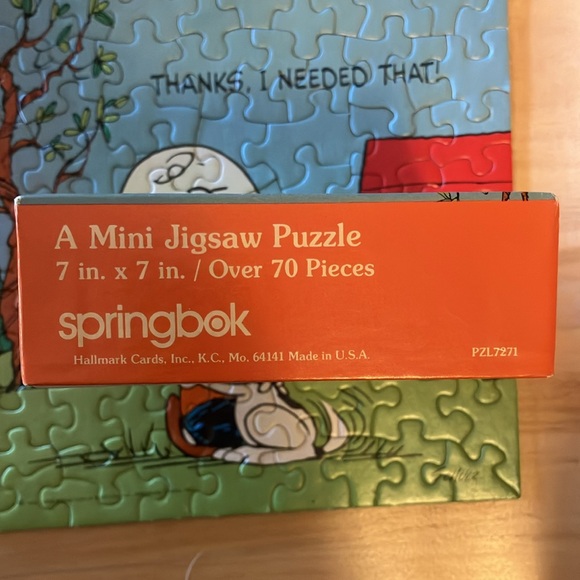 THANKS, I NEEDED THAT!
A Mini Jigsaw Puzzle
7 in. x 7 in. / Over 70 Pieces
springbok
Hallmark Cards, Inc., K.C., Mo. 64141 Made in U.S.A.
PZL7271